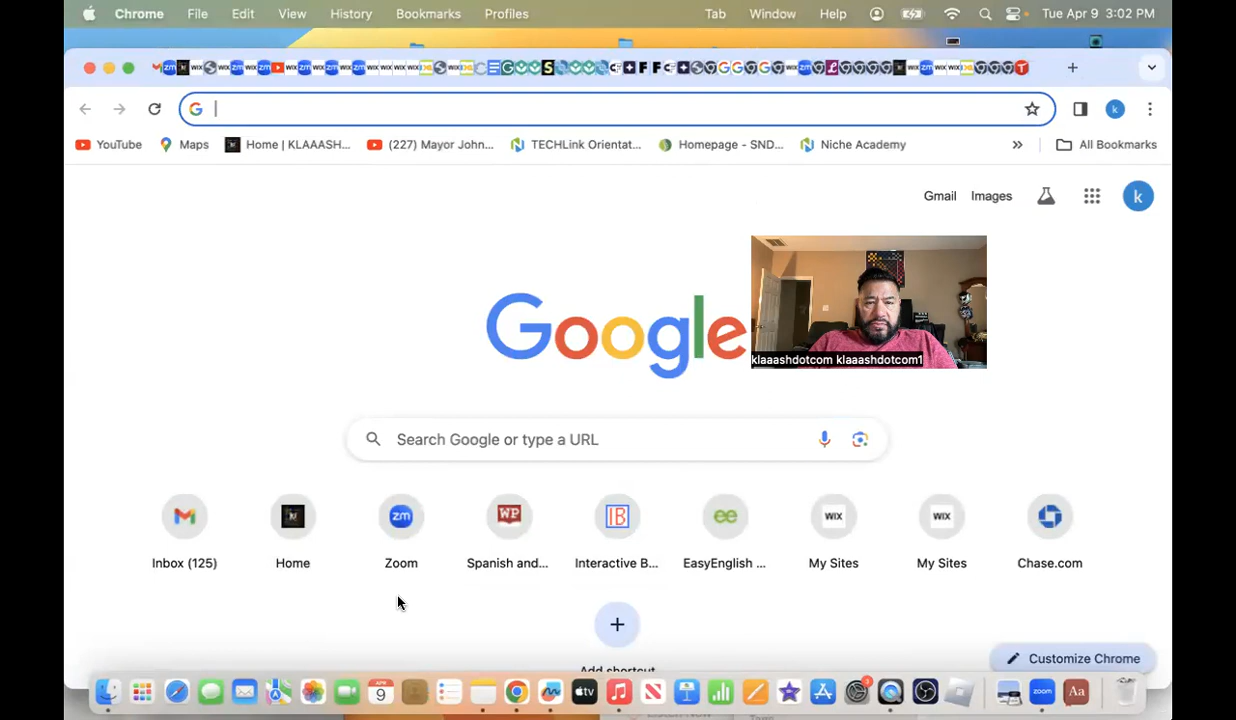 Chrome File Edit View History Bookmarks Profiles Tab Window Help Tue Apr 9 3:02 PM
YouTube Maps Home | KLAAASH... (227) Mayor John... TECHLink Orientat... Homepage - SND... Niche Academy » All Bookmarks
Gmail Images k
Google
klaaashdotcom klaaashdotcom1
Search Google or type a URL
Inbox (125) Home Zoom Spanish and... Interactive B... EasyEnglish ... My Sites My Sites Chase.com
Add shortcut
Customize Chrome